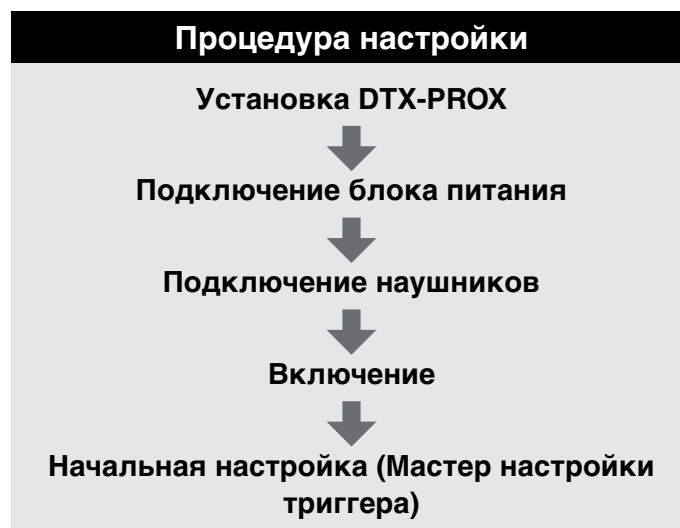 Процедура настройки
Установка DTX-PROX
Подключение блока питания
Подключение наушников
Включение
Начальная настройка (Мастер настройки
триггера)